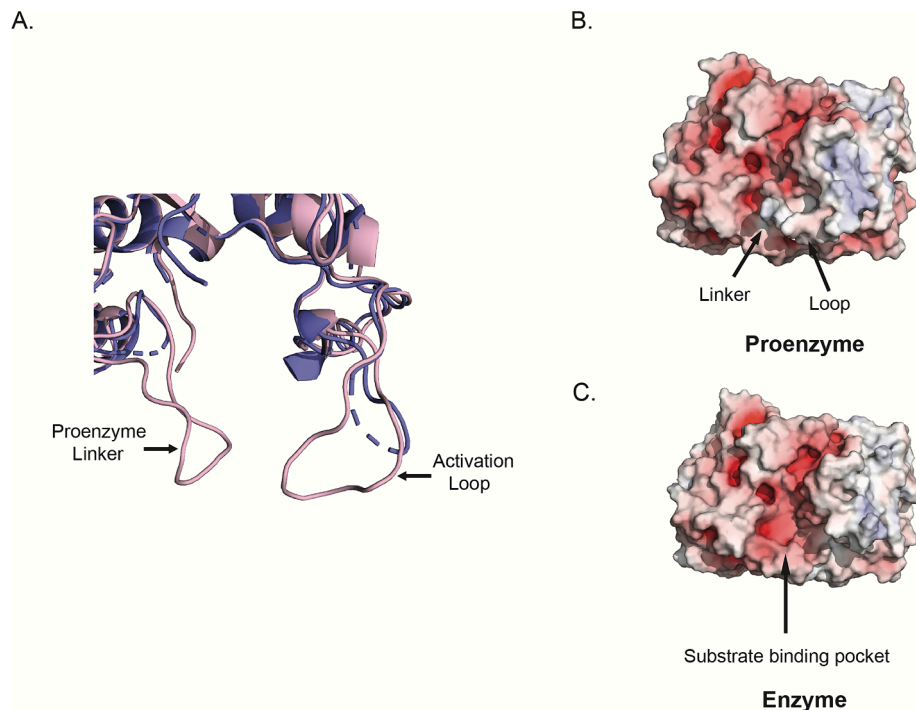 A.
Proenzyme
Linker
Activation
Loop
B.
Linker
Loop
Proenzyme
C.
Substrate binding pocket
Enzyme